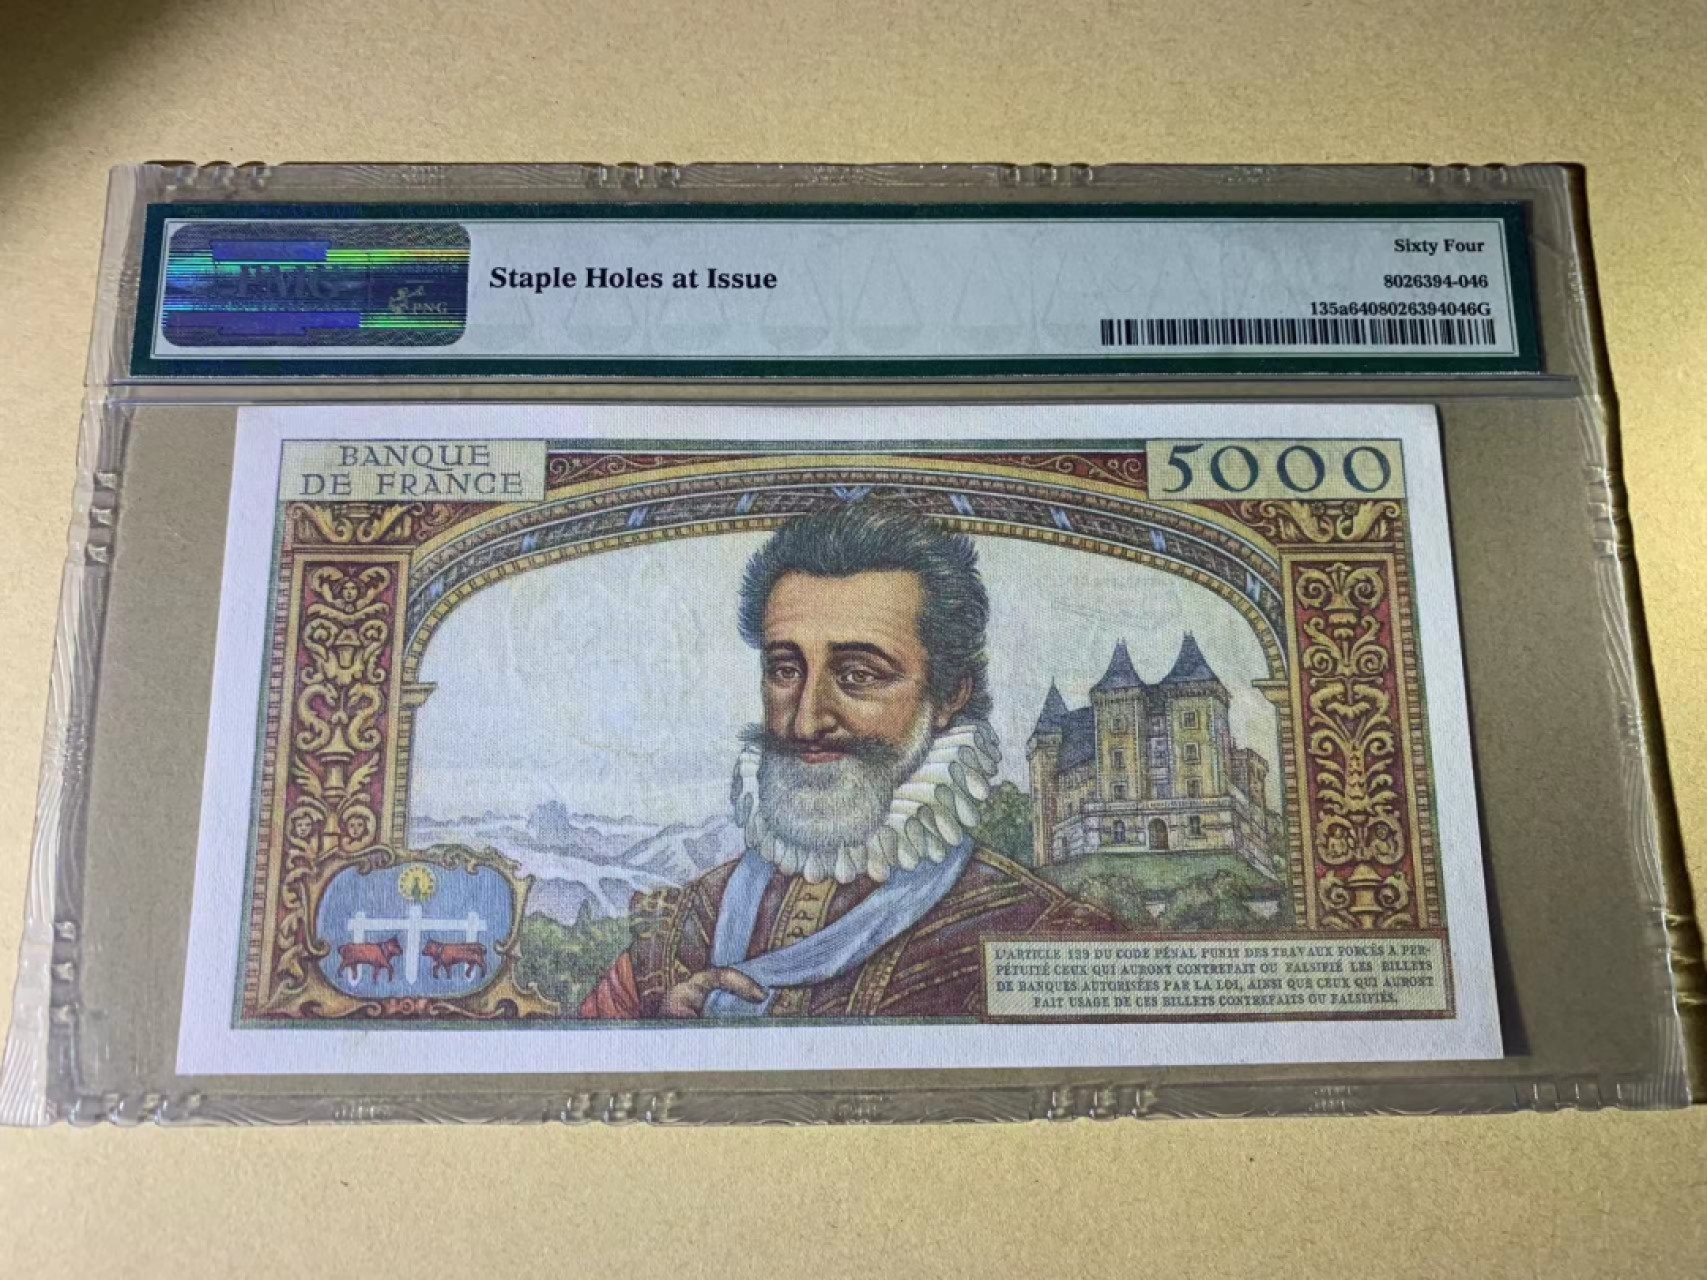 Staple Holes at Issue
Sixty Four
8026394-046
135a6408026394046G
PMG
PNG
BANQUE
DE FRANCE
5000
L'ARTICLE 139 DU CODE PÉNAL PUNIT DES TRAVAUX FORCÉS A PER-
PÉTUITÉ CEUX QUI AURONT CONTREFAIT OU FALSIFIÉ LES BILLETS
DE BANQUES AUTORISÉES PAR LA LOI, AINSI QUE CEUX QUI AURONT
FAIT USAGE DE CES BILLETS CONTREFAITS OU FALSIFIÉS.